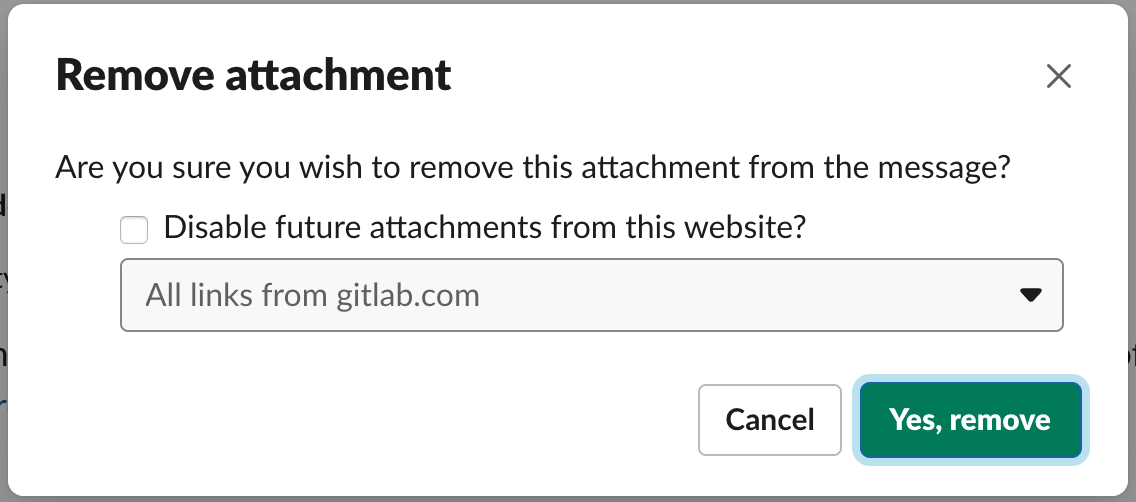 Remove attachment
Are you sure you wish to remove this attachment from the message?
Disable future attachments from this website?
All links from gitlab.com
Cancel
Yes, remove